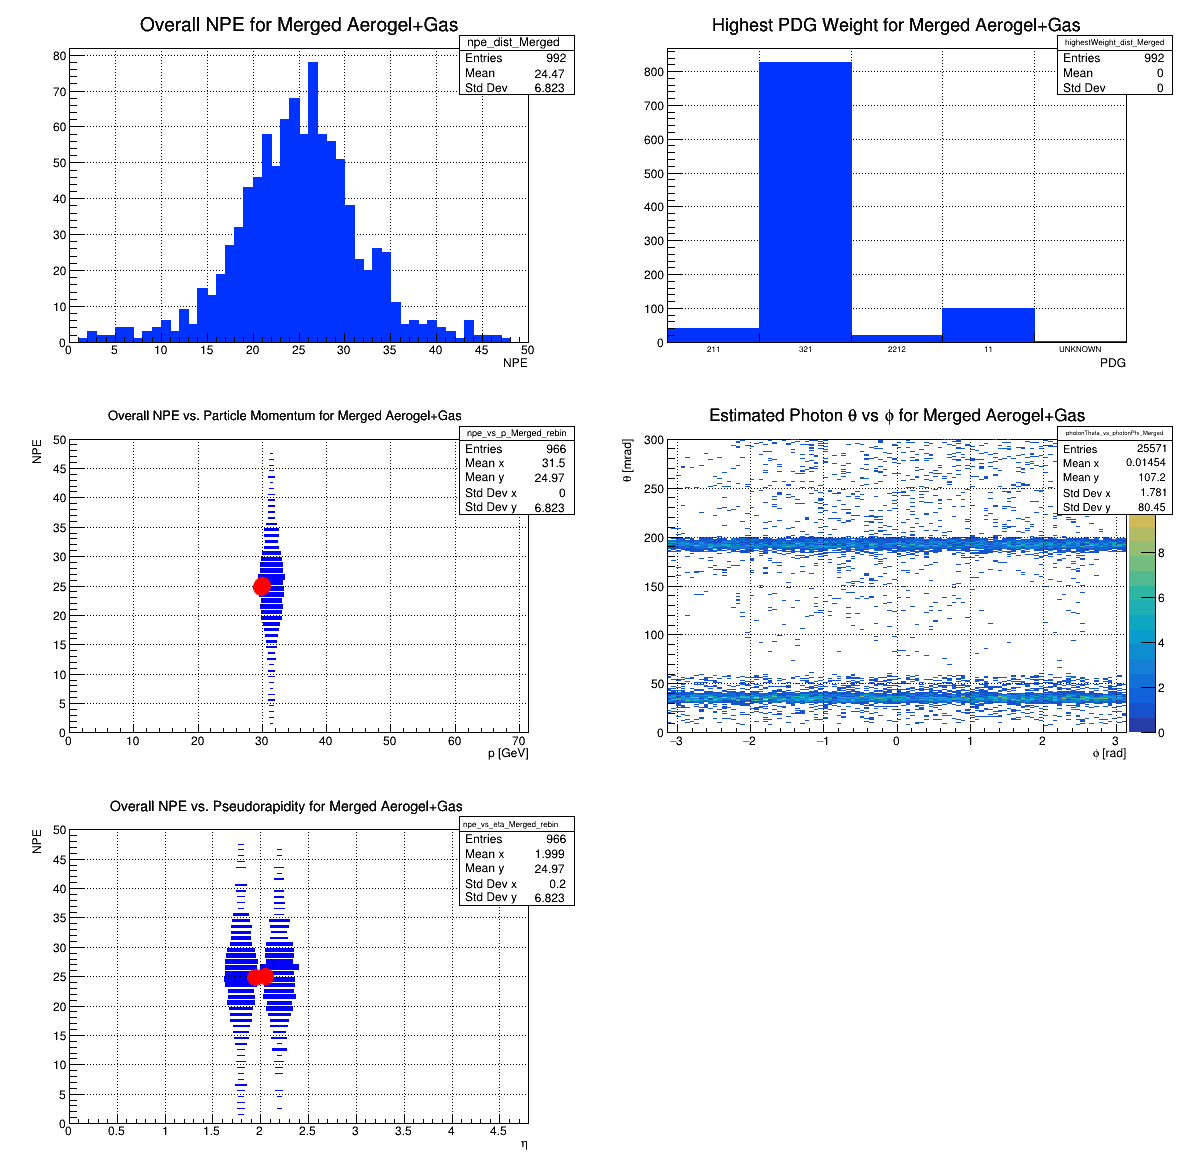 Overall NPE for Merged Aerogel+Gas
npe_dist_Merged
Entries 992
Mean 24.47
Std Dev 6.823
80
70
60
50
40
30
20
10
0
0 5 10 15 20 25 30 35 40 45 50
NPE
Highest PDG Weight for Merged Aerogel+Gas
highestWeight_dist_Merged
Entries 992
Mean 0
Std Dev 0
800
700
600
500
400
300
200
100
0
211 321 2212 11 UNKNOWN
PDG
Overall NPE vs. Particle Momentum for Merged Aerogel+Gas
npe_vs_p_Merged_rebin
Entries 966
Mean x 31.5
Mean y 24.97
Std Dev x 0
Std Dev y 6.823
NPE
50
45
40
35
30
25
20
15
10
5
0
0 10 20 30 40 50 60 70
p [GeV]
Estimated Photon θ vs ϕ for Merged Aerogel+Gas
photonTheta_vs_photonPhi_Merged
Entries 25571
Mean x 0.01454
Mean y 107.2
Std Dev x 1.781
Std Dev y 80.45
θ [mrad]
300
250
200
150
100
50
0
−3 −2 −1 0 1 2 3
ϕ [rad]
8
6
4
2
0
Overall NPE vs. Pseudorapidity for Merged Aerogel+Gas
npe_vs_eta_Merged_rebin
Entries 966
Mean x 1.999
Mean y 24.97
Std Dev x 0.2
Std Dev y 6.823
NPE
50
45
40
35
30
25
20
15
10
5
0
0 0.5 1 1.5 2 2.5 3 3.5 4 4.5
η